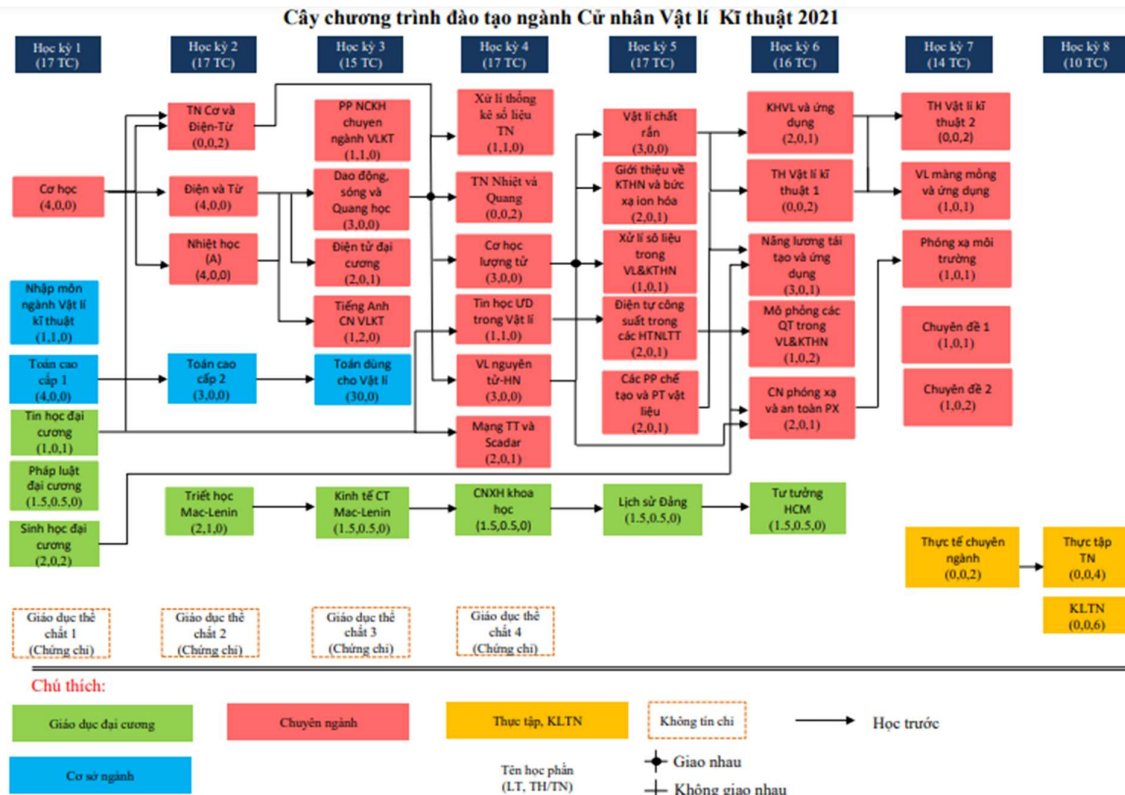 Cây chương trình đào tạo ngành Cử nhân Vật lí Kĩ thuật 2021
Học kỳ 1
(17 TC)
Học kỳ 2
(17 TC)
Học kỳ 3
(15 TC)
Học kỳ 4
(17 TC)
Học kỳ 5
(17 TC)
Học kỳ 6
(16 TC)
Học kỳ 7
(14 TC)
Học kỳ 8
(10 TC)
Cơ học
(4,0,0)
Nhập môn
ngành Vật lí
kĩ thuật
(1,1,0)
Toán cao
cấp 1
(4,0,0)
Tin học đại
cương
(1,0,1)
Pháp luật
đại cương
(1.5,0.5,0)
Sinh học đại
cương
(2,0,2)
TN Cơ và
Điện-Từ
(0,0,2)
Điện và Từ
(4,0,0)
Nhiệt học
(A)
(4,0,0)
Toán cao
cấp 2
(3,0,0)
Triết học
Mac-Lenin
(2,1,0)
PP NCKH
chuyen
ngành VLKT
(1,1,0)
Dao động,
sóng và
Quang học
(3,0,0)
Điện tử đại
cương
(2,0,1)
Tiếng Anh
CN VLKT
(1,2,0)
Toán dùng
cho Vật lí
(30,0)
Kinh tế CT
Mac-Lenin
(1.5,0.5,0)
Xử lí thống
kê số liệu
TN
(1,1,0)
TN Nhiệt và
Quang
(0,0,2)
Cơ học
lượng tử
(3,0,0)
Tin học ƯD
trong Vật lí
(1,1,0)
VL nguyên
tử-HN
(3,0,0)
Mạng TT và
Scadar
(2,0,1)
CNXH khoa
học
(1.5,0.5,0)
Vật lí chất
rắn
(3,0,0)
Giới thiệu về
KTHN và bức
xạ ion hóa
(2,0,1)
Xử lí số liệu
trong
VL&KTHN
(1,0,1)
Điện tự công
suất trong
các HTNLTT
(2,0,1)
Các PP chế
tạo và PT vật
liệu
(2,0,1)
Lịch sử Đảng
(1.5,0.5,0)
KHVL và ứng
dụng
(2,0,1)
TH Vật lí kĩ
thuật 1
(0,0,2)
Năng lương tái
tạo và ứng
dụng
(3,0,1)
Mô phỏng các
QT trong
VL&KTHN
(1,0,2)
CN phóng xạ
và an toàn PX
(2,0,1)
Tư tưởng
HCM
(1.5,0.5,0)
TH Vật lí kĩ
thuật 2
(0,0,2)
VL màng mỏng
và ứng dụng
(1,0,1)
Phóng xạ môi
trường
(1,0,1)
Chuyên đề 1
(1,0,1)
Chuyên đề 2
(1,0,2)
Thực tế chuyên
ngành
(0,0,2)
Thực tập
TN
(0,0,4)
KLTN
(0,0,6)
Giáo dục thể
chất 1
(Chứng chỉ)
Giáo dục thể
chất 2
(Chứng chỉ)
Giáo dục thể
chất 3
(Chứng chỉ)
Giáo dục thể
chất 4
(Chứng chỉ)
Chú thích:
Giáo dục đại cương
Chuyên ngành
Thực tập, KLTN
Không tín chỉ
Học trước
Cơ sở ngành
Tên học phần
(LT, TH/TN)
Giao nhau
Không giao nhau